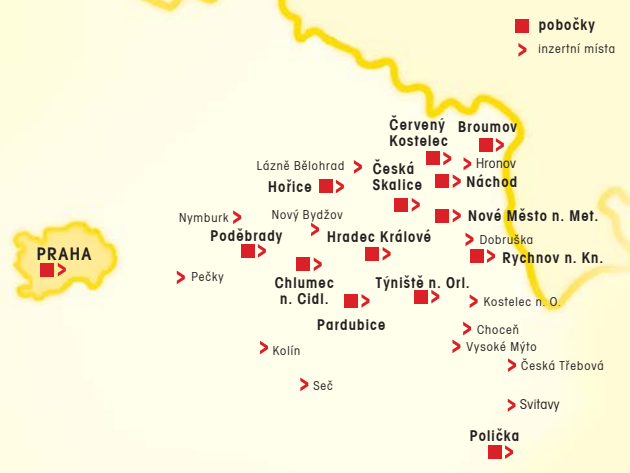 pobočky
inzertní místa
Červený
Kostelec
Broumov
Hronov
Lázně Bělohrad
Česká
Skalice
Hořice
Náchod
Nymburk
Nový Bydžov
Nové Město n. Met.
Poděbrady
Hradec Králové
Dobruška
PRAHA
Rychnov n. Kn.
Pečky
Chlumec
n. Cidl.
Týniště n. Orl.
Kostelec n. O.
Pardubice
Choceň
Vysoké Mýto
Kolín
Česká Třebová
Seč
Svitavy
Polička